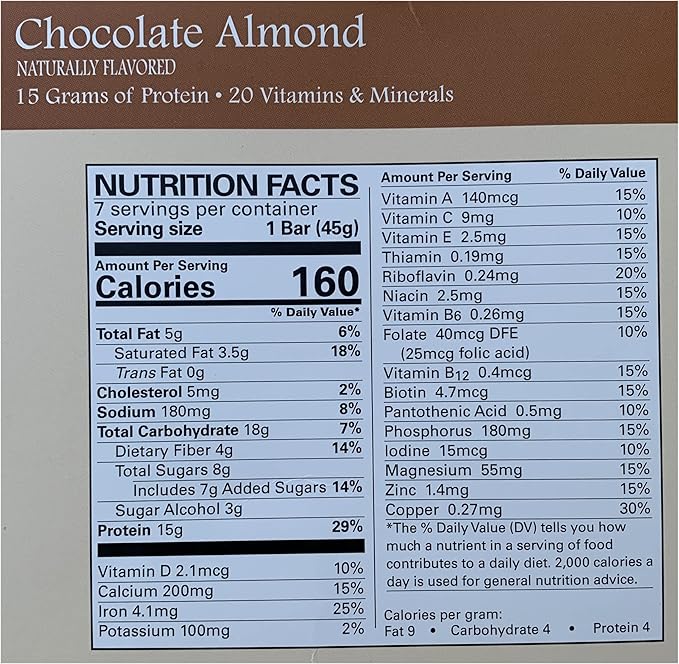 Chocolate Almond
NATURALLY FLAVORED
15 Grams of Protein • 20 Vitamins & Minerals
NUTRITION FACTS
7 servings per container
Serving size 1 Bar (45g)
Amount Per Serving
Calories 160
% Daily Value*
Total Fat 5g 6%
Saturated Fat 3.5g 18%
Trans Fat 0g
Cholesterol 5mg 2%
Sodium 180mg 8%
Total Carbohydrate 18g 7%
Dietary Fiber 4g 14%
Total Sugars 8g
Includes 7g Added Sugars 14%
Sugar Alcohol 3g
Protein 15g 29%
Vitamin D 2.1mcg 10%
Calcium 200mg 15%
Iron 4.1mg 25%
Potassium 100mg 2%
Amount Per Serving % Daily Value
Vitamin A 140mcg 15%
Vitamin C 9mg 10%
Vitamin E 2.5mg 15%
Thiamin 0.19mg 15%
Riboflavin 0.24mg 20%
Niacin 2.5mg 15%
Vitamin B6 0.26mg 15%
Folate 40mcg DFE 10%
(25mcg folic acid)
Vitamin B12 0.4mcg 15%
Biotin 4.7mcg 15%
Pantothenic Acid 0.5mg 10%
Phosphorus 180mg 15%
Iodine 15mcg 10%
Magnesium 55mg 15%
Zinc 1.4mg 15%
Copper 0.27mg 30%
*The % Daily Value (DV) tells you how
much a nutrient in a serving of food
contributes to a daily diet. 2,000 calories a
day is used for general nutrition advice.
Calories per gram:
Fat 9 • Carbohydrate 4 • Protein 4